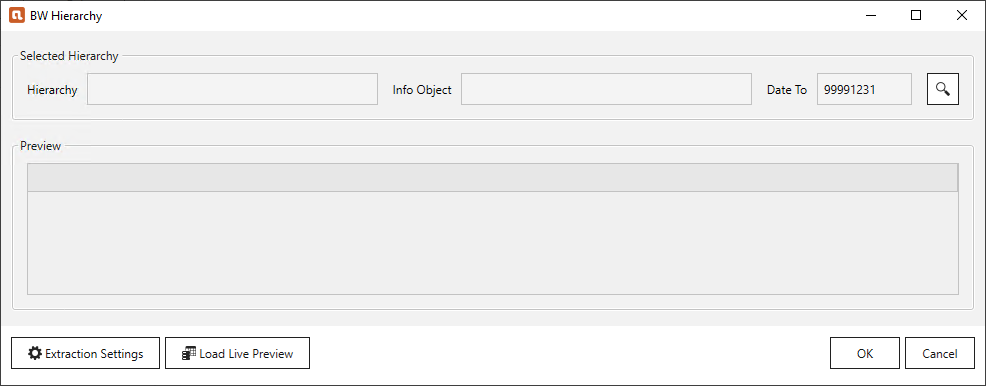 BW Hierarchy
Selected Hierarchy
Hierarchy Info Object Date To 99991231
Preview
Extraction Settings Load Live Preview OK Cancel